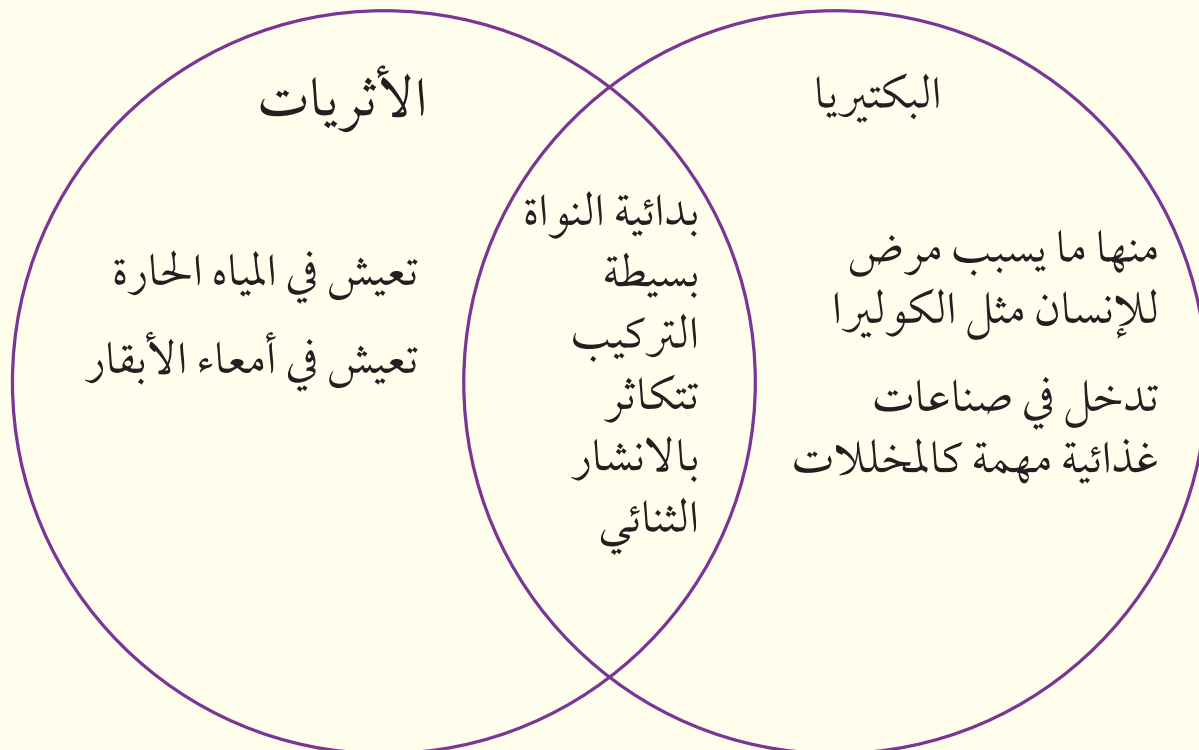 البكتيريا
منها ما يسبب مرض
للإنسان مثل الكوليرا
تدخل في صناعات
غذائية مهمة كالمخللات
بدائية النواة
بسيطة
التركيب
تتكاثر
بالانشار
الثنائي
الأثريات
تعيش في المياه الحارة
تعيش في أمعاء الأبقار